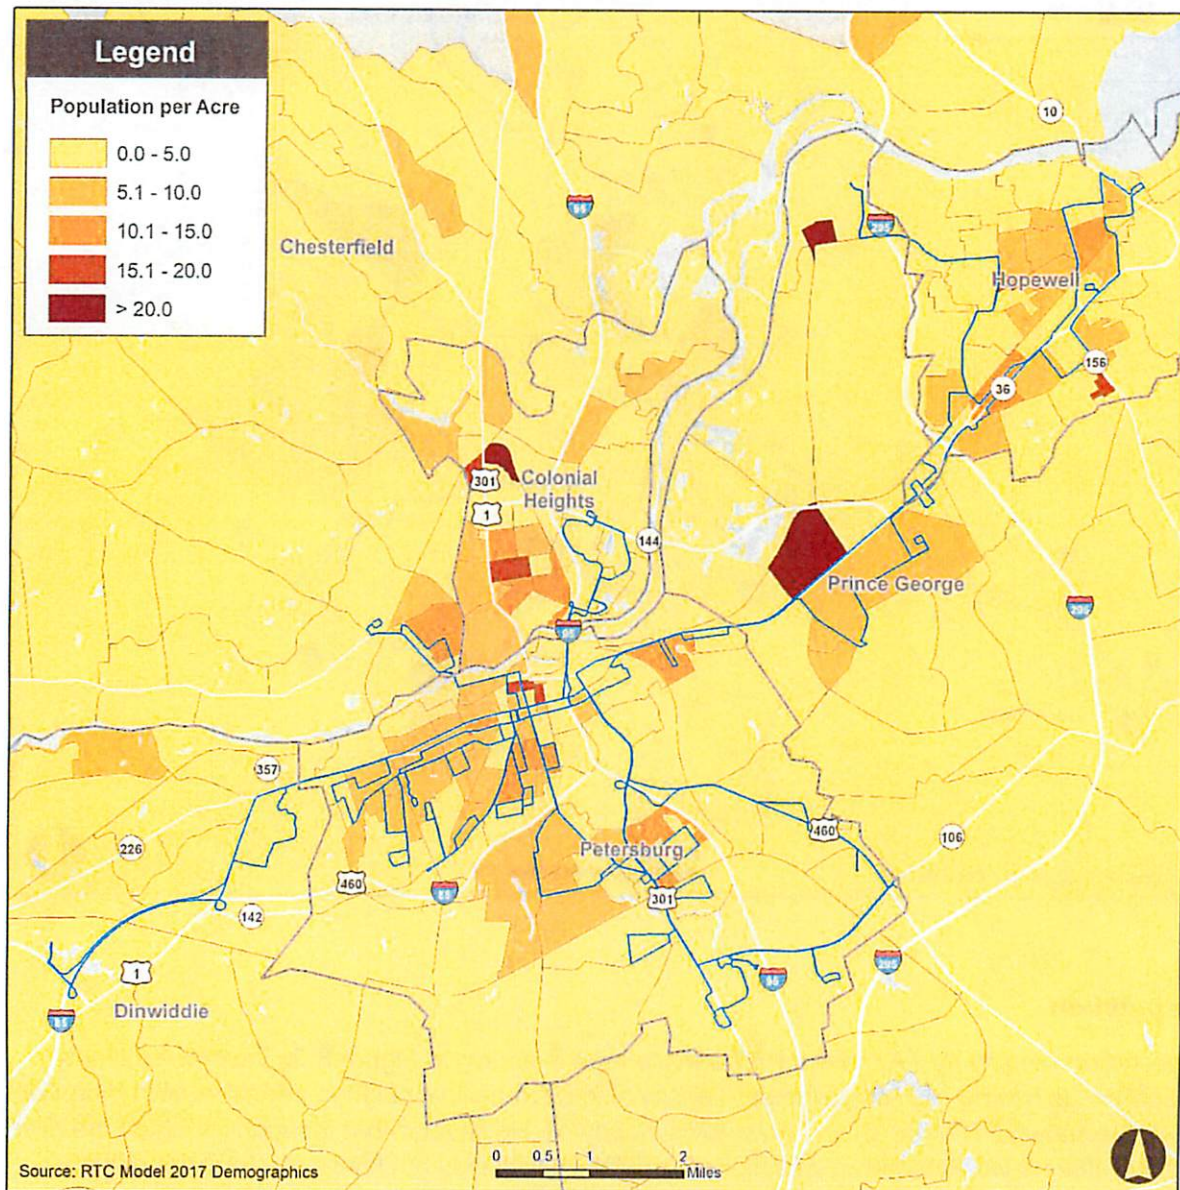 Legend
Population per Acre
0.0 - 5.0
5.1 - 10.0
10.1 - 15.0
15.1 - 20.0
> 20.0
10
95
295
Chesterfield
Hopewell
156
36
301
Colonial
Heights
1
144
Prince George
295
95
357
226
460
85
142
Petersburg
301
460
106
1
295
95
Dinwiddie
85
Source: RTC Model 2017 Demographics
0 0.5 1 2
Miles